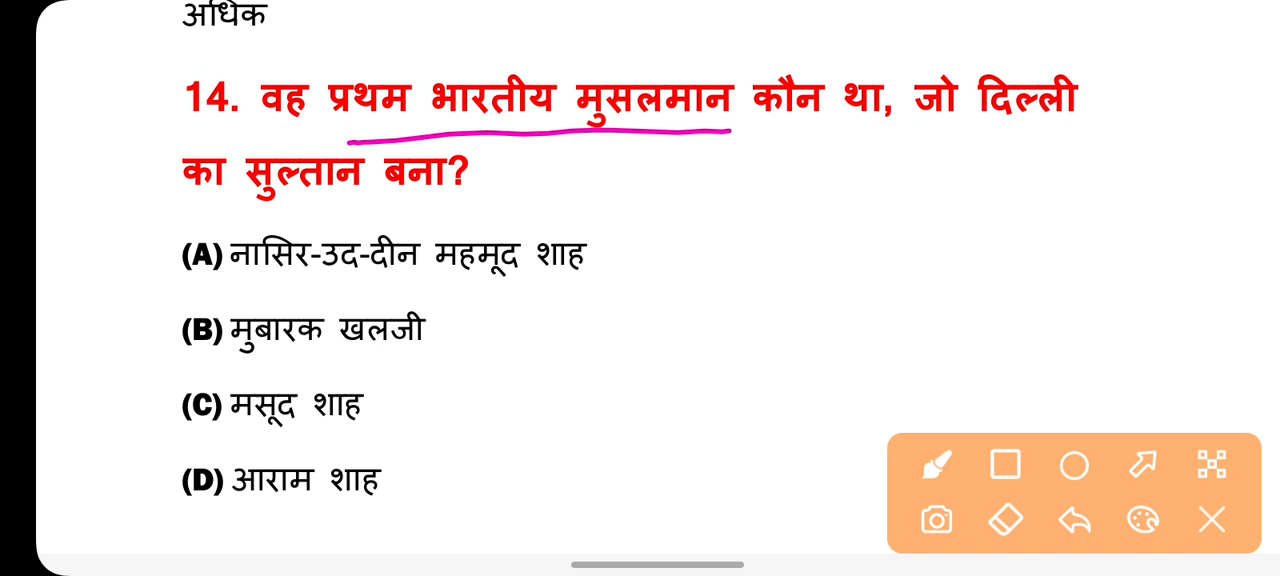 अधिक
14. वह प्रथम भारतीय मुसलमान कौन था, जो दिल्ली
का सुल्तान बना?
(A) नासिर-उद-दीन महमूद शाह
(B) मुबारक खलजी
(C) मसूद शाह
(D) आराम शाह